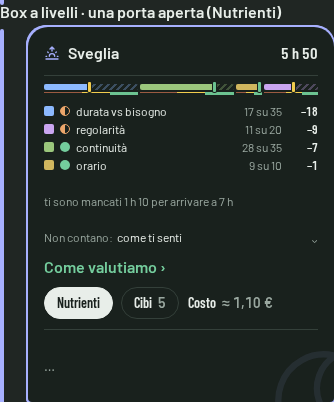 Box a livelli · una porta aperta (Nutrienti)
Sveglia 5 h 50
durata vs bisogno 17 su 35 −18
regolarità 11 su 20 −9
continuità 28 su 35 −7
orario 9 su 10 −1
ti sono mancati 1 h 10 per arrivare a 7 h
Non contano: come ti senti
Come valutiamo ›
Nutrienti Cibi 5 Costo ≈ 1,10 €
...